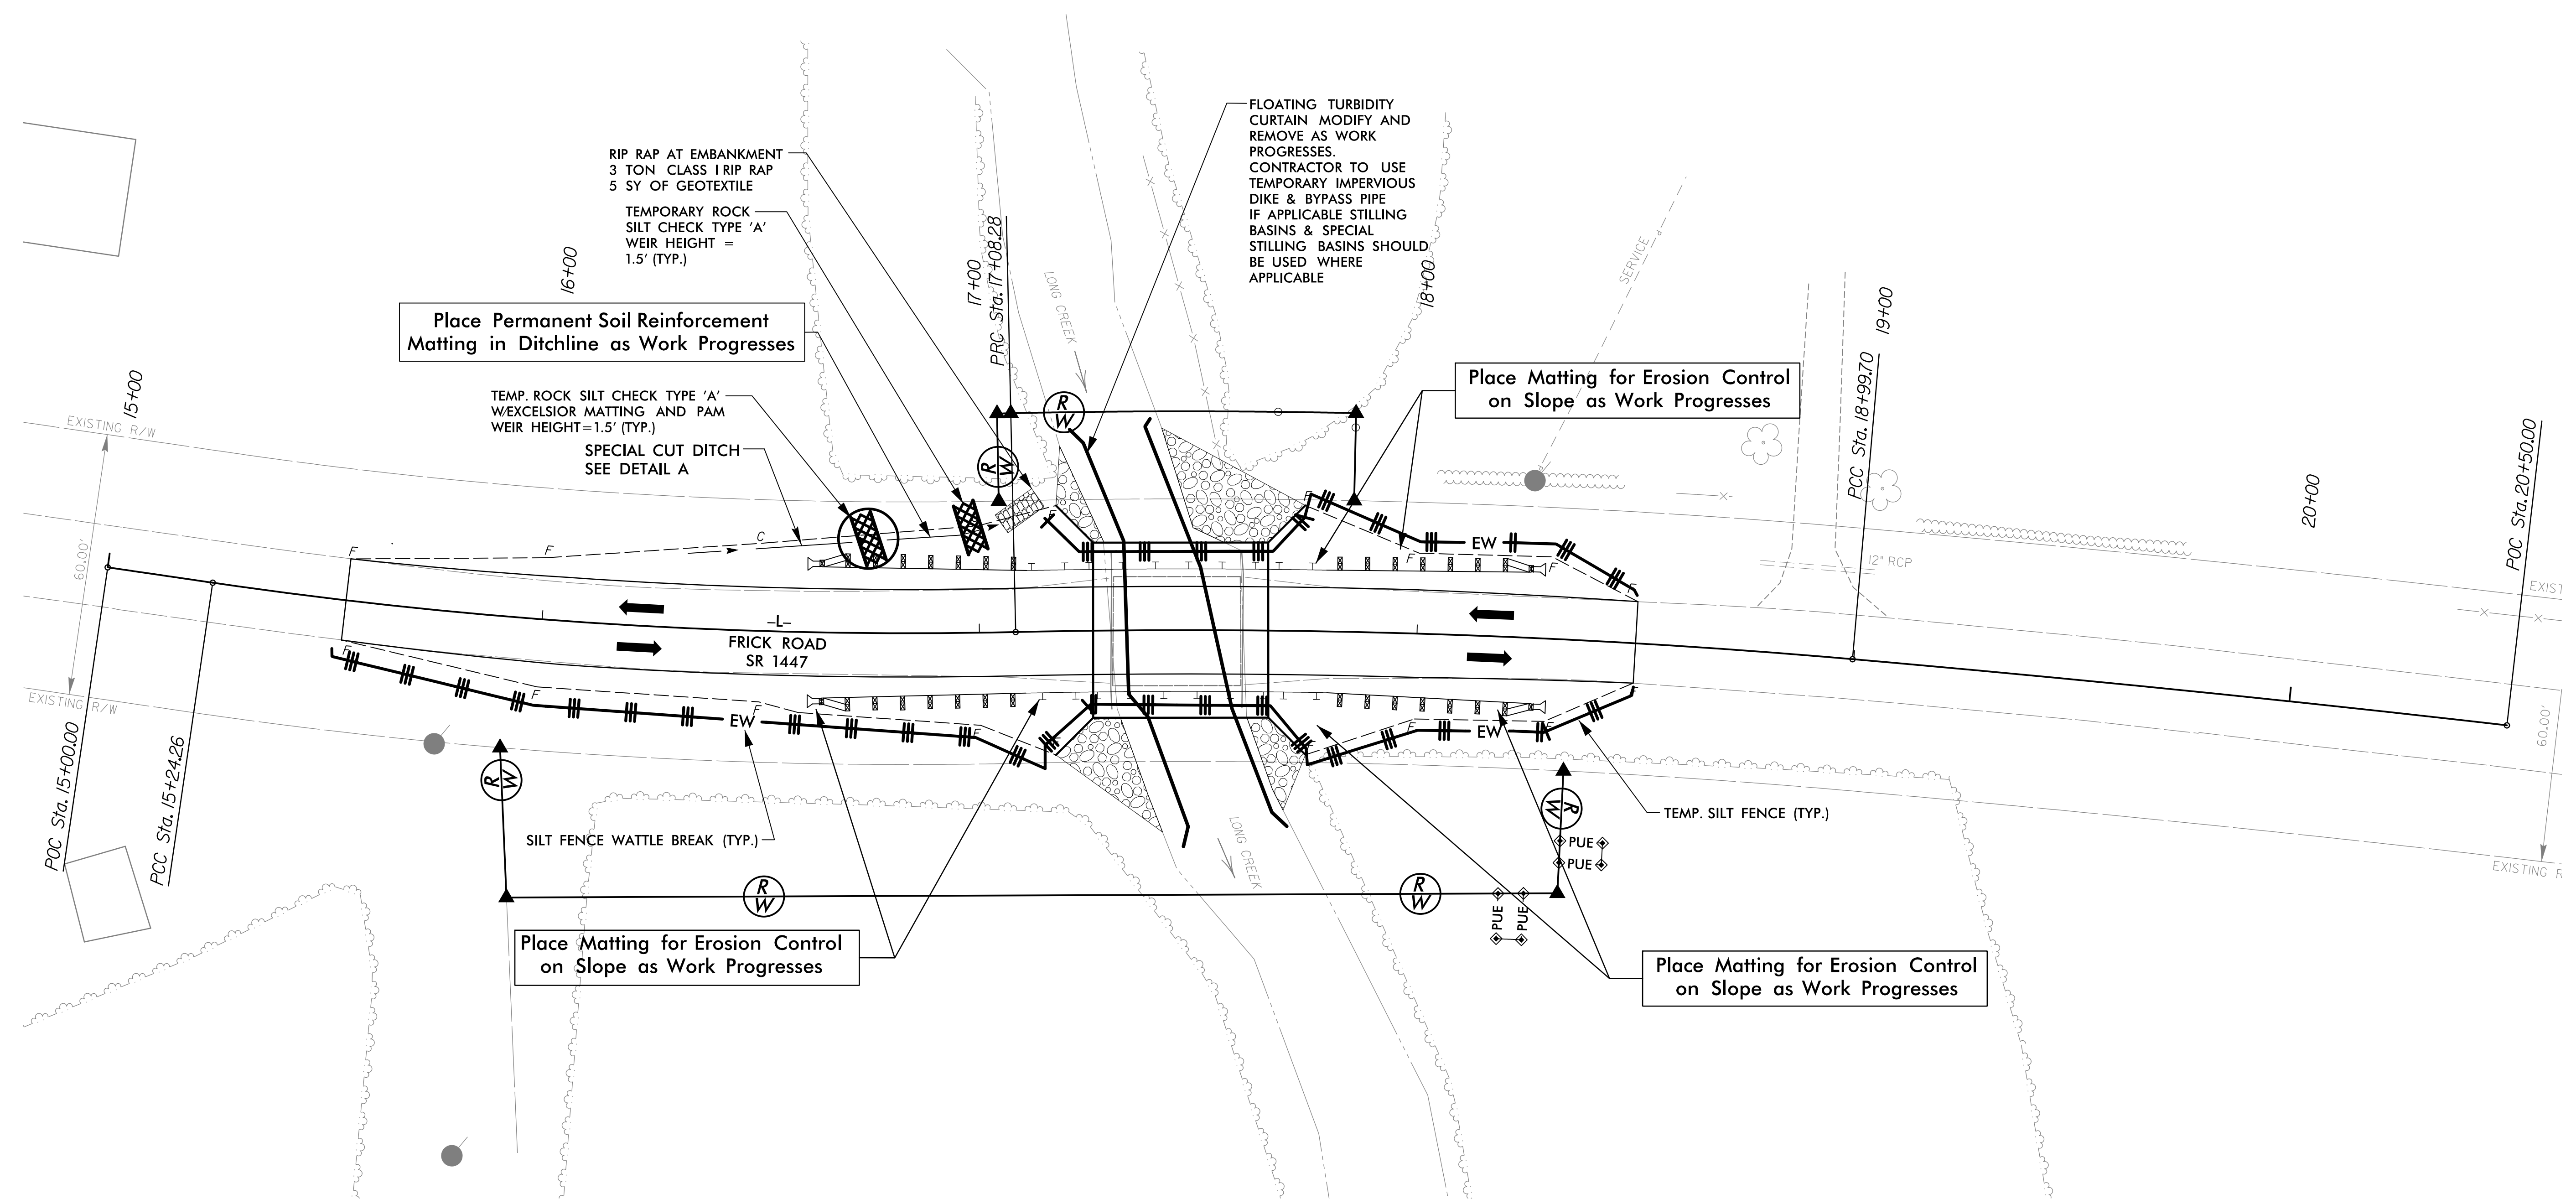 FLOATING TURBIDITY
CURTAIN MODIFY AND
REMOVE AS WORK
PROGRESSES.
CONTRACTOR TO USE
TEMPORARY IMPERVIOUS
DIKE & BYPASS PIPE
IF APPLICABLE STILLING
BASINS & SPECIAL
STILLING BASINS SHOULD
BE USED WHERE
APPLICABLE
RIP RAP AT EMBANKMENT
3 TON CLASS I RIP RAP
5 SY OF GEOTEXTILE
TEMPORARY ROCK
SILT CHECK TYPE 'A'
WEIR HEIGHT =
1.5' (TYP.)
16+00
17+00
PRC Sta. 17+08.28
LONG CREEK
18+00
SERVICE
19+00
PCC Sta. 18+99.70
Place Permanent Soil Reinforcement
Matting in Ditchline as Work Progresses
Place Matting for Erosion Control
on Slope as Work Progresses
15+00
EXISTING R/W
TEMP. ROCK SILT CHECK TYPE 'A'
W/EXCELSIOR MATTING AND PAM
WEIR HEIGHT=1.5' (TYP.)
SPECIAL CUT DITCH
SEE DETAIL A
R
W
R
W
20+00
POC Sta. 20+50.00
60.00'
F
F
C
F
F
EW
F
F
F
12" RCP
EXIST
-L-
FRICK ROAD
SR 1447
F
F
F
EW
F
F
F
EW
F
F
EXISTING R/W
POC Sta. 15+00.00
PCC Sta. 15+24.26
R
W
SILT FENCE WATTLE BREAK (TYP.)
LONG CREEK
R
W
TEMP. SILT FENCE (TYP.)
60.00'
EXISTING R
PUE
PUE
R
W
R
W
PUE
PUE
Place Matting for Erosion Control
on Slope as Work Progresses
Place Matting for Erosion Control
on Slope as Work Progresses